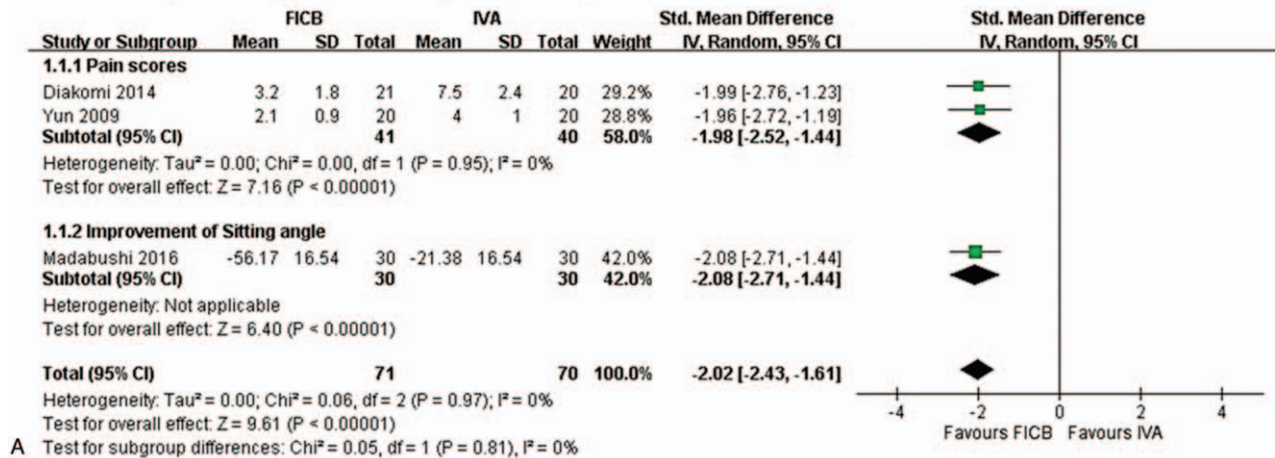 FICB IVA Std. Mean Difference Std. Mean Difference
Study or Subgroup Mean SD Total Mean SD Total Weight IV, Random, 95% CI IV, Random, 95% CI
1.1.1 Pain scores
Diakomi 2014 3.2 1.8 21 7.5 2.4 20 29.2% -1.99 [-2.76, -1.23]
Yun 2009 2.1 0.9 20 4 1 20 28.8% -1.96 [-2.72, -1.19]
Subtotal (95% CI) 41 40 58.0% -1.98 [-2.52, -1.44]
Heterogeneity: Tau² = 0.00; Chi² = 0.00, df = 1 (P = 0.95); I² = 0%
Test for overall effect: Z = 7.16 (P < 0.00001)
1.1.2 Improvement of Sitting angle
Madabushi 2016 -56.17 16.54 30 -21.38 16.54 30 42.0% -2.08 [-2.71, -1.44]
Subtotal (95% CI) 30 30 42.0% -2.08 [-2.71, -1.44]
Heterogeneity: Not applicable
Test for overall effect: Z = 6.40 (P < 0.00001)
Total (95% CI) 71 70 100.0% -2.02 [-2.43, -1.61]
Heterogeneity: Tau² = 0.00; Chi² = 0.06, df = 2 (P = 0.97); I² = 0%
Test for overall effect: Z = 9.61 (P < 0.00001)
Test for subgroup differences: Chi² = 0.05, df = 1 (P = 0.81), I² = 0%
-4 -2 0 2 4
Favours FICB Favours IVA
A